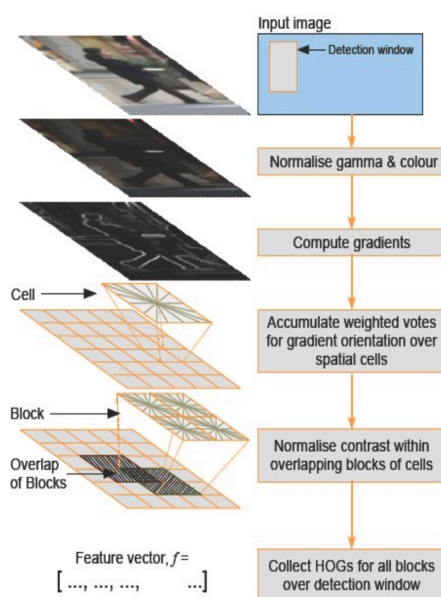 Input image
Detection window
Normalise gamma & colour
Compute gradients
Cell
Accumulate weighted votes
for gradient orientation over
spatial cells
Block
Overlap
of Blocks
Normalise contrast within
overlapping blocks of cells
Feature vector, f =
[ ..., ..., ..., ...]
Collect HOGs for all blocks
over detection window